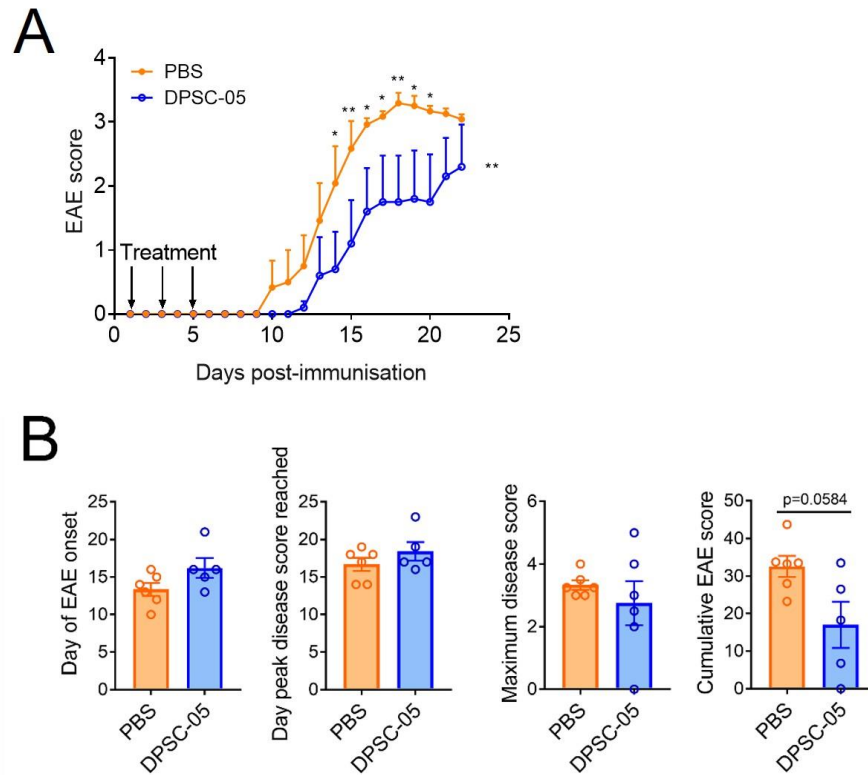 A
PBS
DPSC-05
EAE score
4
3
2
1
0
* ** * * ** * *
**
Treatment
0 5 10 15 20 25
Days post-immunisation
B
Day of EAE onset
25
20
15
10
5
0
PBS
DPSC-05
Day peak disease score reached
25
20
15
10
5
0
PBS
DPSC-05
Maximum disease score
6
4
2
0
PBS
DPSC-05
Cumulative EAE score
50
40
30
20
10
0
p=0.0584
PBS
DPSC-05